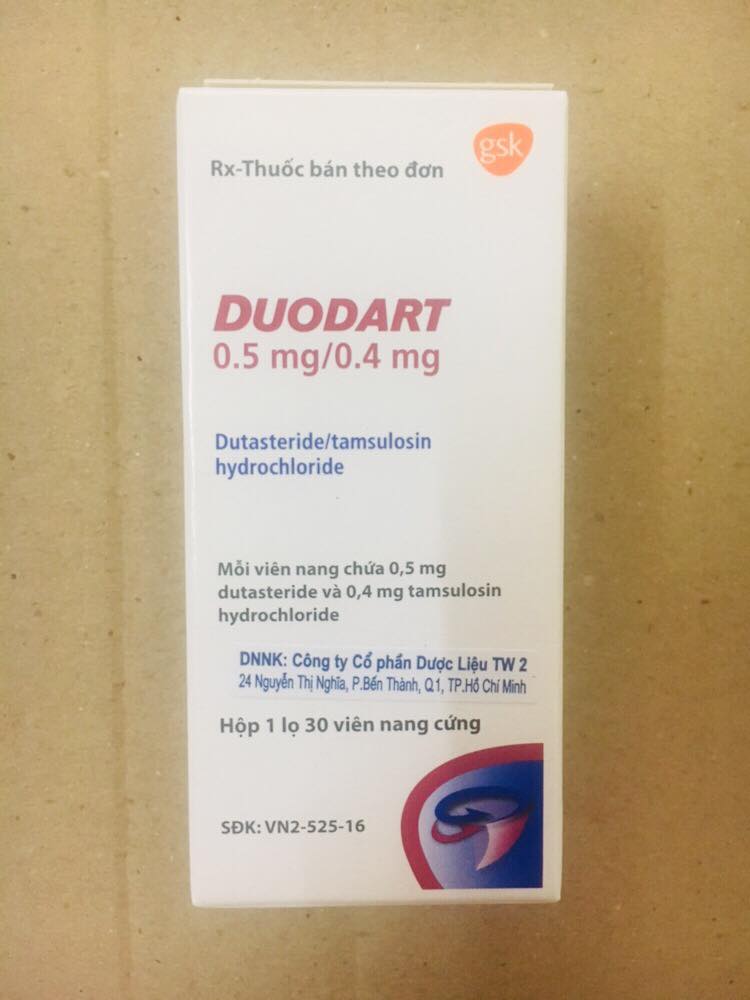 gsk
Rx-Thuốc bán theo đơn
DUODART
0.5 mg/0.4 mg
Dutasteride/tamsulosin
hydrochloride
Mỗi viên nang chứa 0,5 mg
dutasteride và 0,4 mg tamsulosin
hydrochloride
DNNK: Công ty Cổ phần Dược Liệu TW 2
24 Nguyễn Thị Nghĩa, P.Bến Thành, Q1, TP.Hồ Chí Minh
Hộp 1 lọ 30 viên nang cứng
SĐK: VN2-525-16